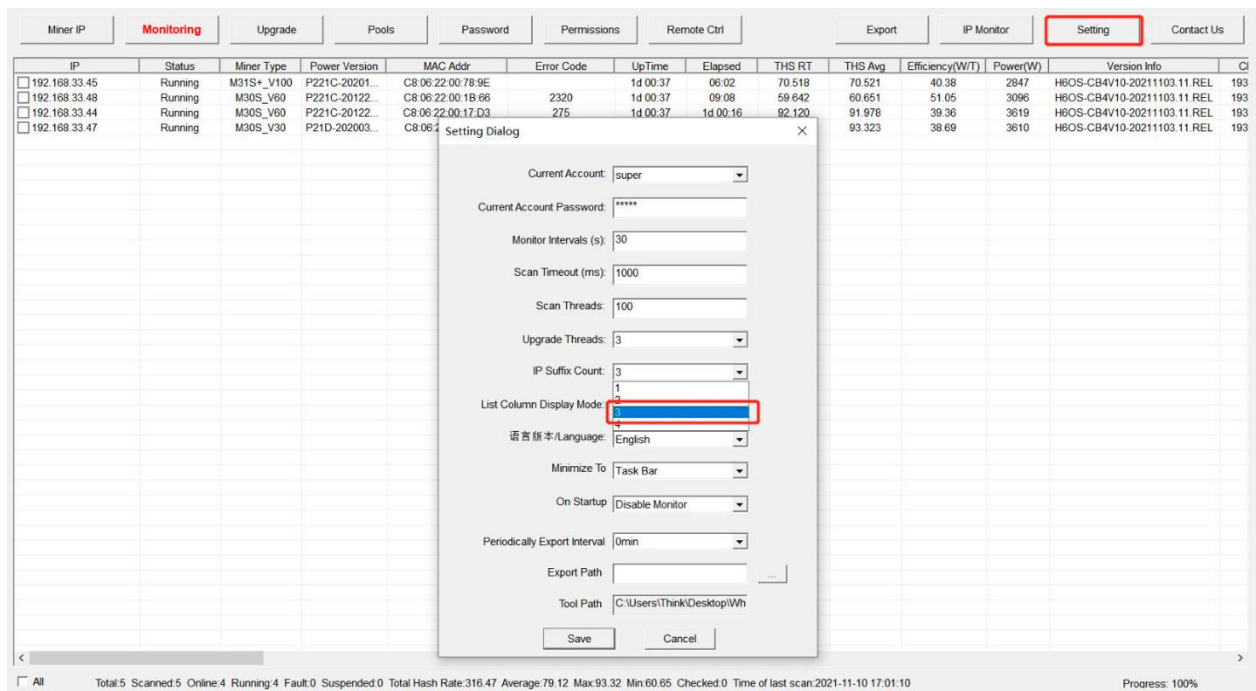 Miner IP Monitoring Upgrade Pools Password Permissions Remote Ctrl Export IP Monitor Setting Contact Us
IP Status Miner Type Power Version MAC Addr Error Code UpTime Elapsed THS RT THS Avg Efficiency(W/T) Power(W) Version Info
192.168.33.45 Running M31S+_V100 P221C-20201... C8:06:22:00:78:9E 1d 00:37 06:02 70.518 70.521 40.38 2847 H6OS-CB4V10-20211103.11.REL 193
192.168.33.48 Running M30S_V60 P221C-20122... C8:06:22:00:1B:66 2320 1d 00:37 09:08 59.642 60.651 51.05 3096 H6OS-CB4V10-20211103.11.REL 193
192.168.33.44 Running M30S_V60 P221C-20122... C8:06:22:00:17:D3 275 1d 00:37 1d 00:16 92.120 91.978 39.36 3619 H6OS-CB4V10-20211103.11.REL 193
192.168.33.47 Running M30S_V30 P21D-202003... 93.323 38.69 3610 H6OS-CB4V10-20211103.11.REL 193
Setting Dialog
Current Account: super
Current Account Password: *****
Monitor Intervals (s): 30
Scan Timeout (ms): 1000
Scan Threads: 100
Upgrade Threads: 3
IP Suffix Count: 3
1
2
List Column Display Mode:
3
4
语言版本/Language: English
Minimize To Task Bar
On Startup Disable Monitor
Periodically Export Interval 0min
Export Path ...
Tool Path C:\Users\Think\Desktop\Wh
Save Cancel
All Total:5 Scanned:5 Online:4 Running:4 Fault:0 Suspended:0 Total Hash Rate:316.47 Average:79.12 Max:93.32 Min:60.65 Checked:0 Time of last scan:2021-11-10 17:01:10 Progress: 100%